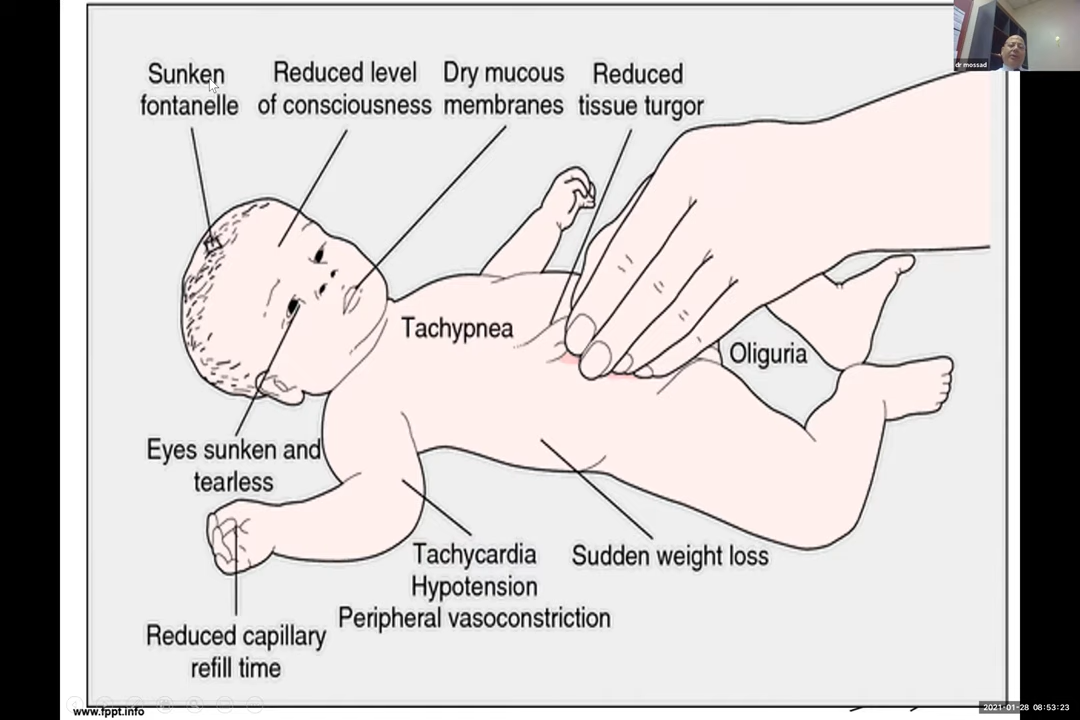 dr mossad
Sunken
fontanelle
Reduced level
of consciousness
Dry mucous
membranes
Reduced
tissue turgor
Tachypnea
Oliguria
Eyes sunken and
tearless
Tachycardia
Hypotension
Peripheral vasoconstriction
Sudden weight loss
Reduced capillary
refill time
www.fppt.info
2021-01-28 08:53:23